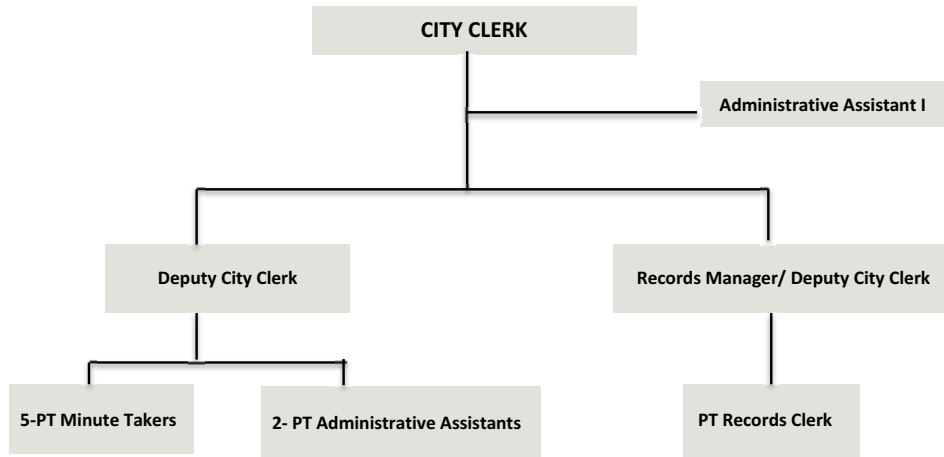 CITY CLERK
Administrative Assistant I
Deputy City Clerk
Records Manager/ Deputy City Clerk
5-PT Minute Takers
2- PT Administrative Assistants
PT Records Clerk